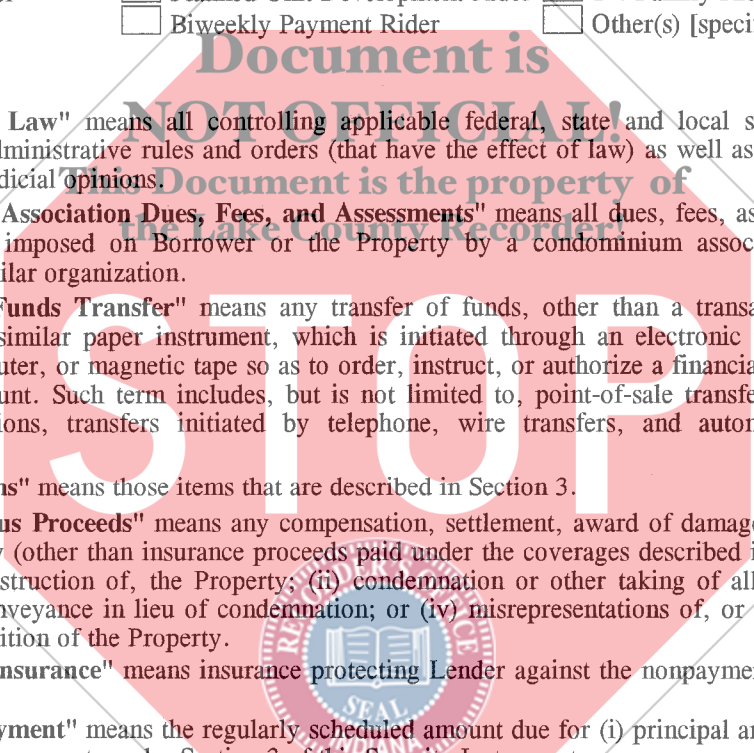 Biweekly Payment Rider Other(s) [speci
Document is
NOT OFFICIAL!
This Document is the property of
the Lake County Recorder!
Law" means all controlling applicable federal, state and local s
dministrative rules and orders (that have the effect of law) as well as
dicial opinions.
Association Dues, Fees, and Assessments" means all dues, fees, as
imposed on Borrower or the Property by a condominium assoc
ilar organization.
Funds Transfer" means any transfer of funds, other than a transa
similar paper instrument, which is initiated through an electronic
uter, or magnetic tape so as to order, instruct, or authorize a financia
unt. Such term includes, but is not limited to, point-of-sale transfe
ions, transfers initiated by telephone, wire transfers, and autom
STOP
ns" means those items that are described in Section 3.
us Proceeds" means any compensation, settlement, award of damage
y (other than insurance proceeds paid under the coverages described i
struction of, the Property; (ii) condemnation or other taking of all
nveyance in lieu of condemnation; or (iv) misrepresentations of, or
ition of the Property.
nsurance" means insurance protecting Lender against the nonpayme
yment" means the regularly scheduled amount due for (i) principal a
RECORDER'S OFFICE
SEAL
INDIANA